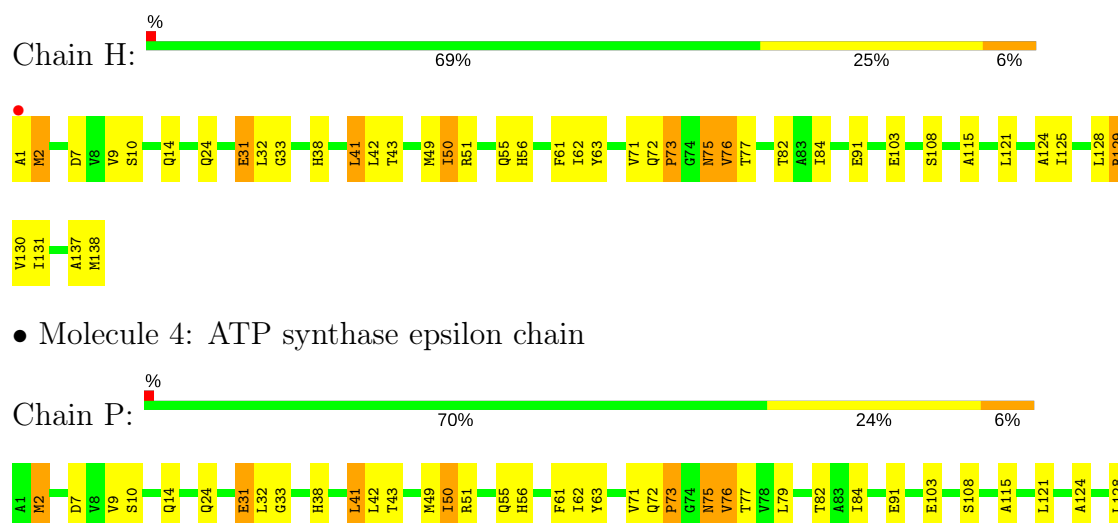 %
Chain H:
69% 25% 6%
A1 M2 D7 V8 V9 S10 Q14 Q24 E31 L32 G33 H38 L41 L42 T43 M49 I50 R51 Q55 H56 F61 I62 Y63 V71 Q72 P73 G74 N75 V76 T77 T82 A83 I84 E91 E103 S108 A115 L121 A124 I125 L128
V130 I131 A137 M138
• Molecule 4: ATP synthase epsilon chain
%
Chain P:
70% 24% 6%
A1 M2 D7 V8 V9 S10 Q14 Q24 E31 L32 G33 H38 L41 L42 T43 M49 I50 R51 Q55 H56 F61 I62 Y63 V71 Q72 P73 G74 N75 V76 T77 V78 L79 T82 A83 I84 E91 E103 S108 A115 L121 A124